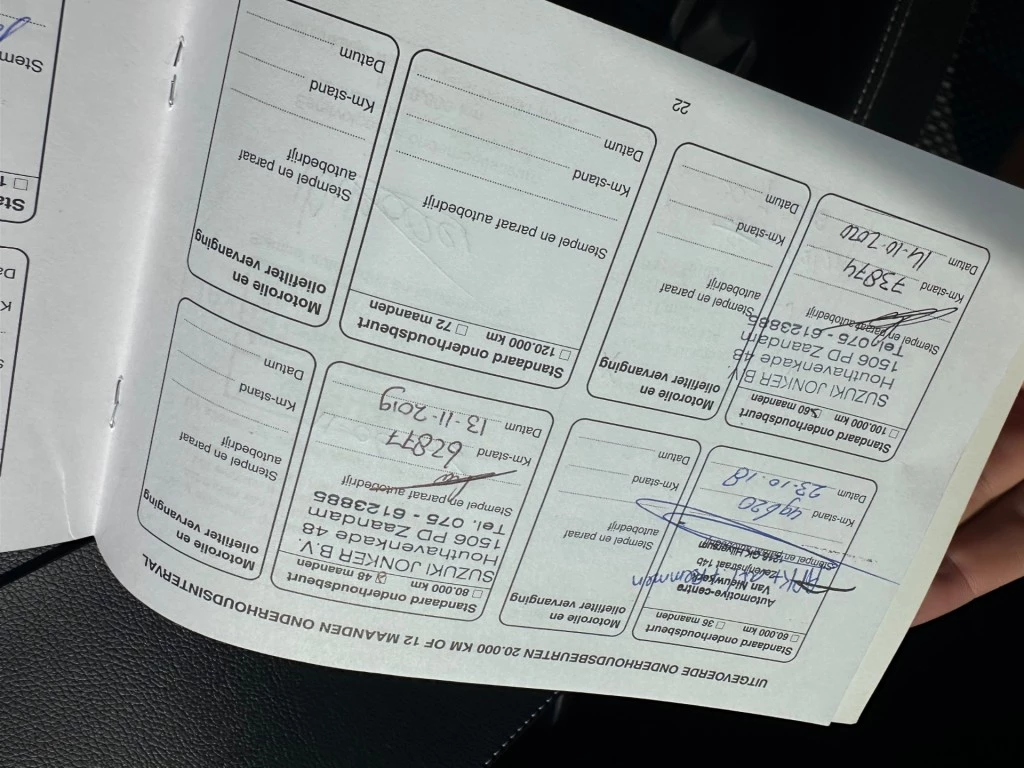 UITGEVOERDE ONDERHOUDSBEURTEN 20.000 KM OF 12 MAANDEN ONDERHOUDSINTERVAL
Standaard onderhoudsbeurt
60.000 km 36 maanden
Automotive-centre
Van Nieuwkerk
1216 GK Hilversum
Km-stand 49620
Datum 23-10-18
Motorolie en
oliefilter vervanging
Stempel en paraaf
autobedrijf
Km-stand
Datum
Standaard onderhoudsbeurt
80.000 km 48 maanden
SUZUKI JONKER B.V.
Houthavenkade 48
1506 PD Zaandam
Tel. 075 - 6123885
Stempel en paraaf autobedrijf
Km-stand 62877
Datum 13-11-2019
Motorolie en
oliefilter vervanging
Stempel en paraaf
autobedrijf
Km-stand
Datum
Standaard onderhoudsbeurt
100.000 km 60 maanden
SUZUKI JONKER B.V.
Houthavenkade 48
1506 PD Zaandam
Tel. 075 - 6123885
Stempel en paraaf autobedrijf
Km-stand 73874
Datum 14-10-2020
Motorolie en
oliefilter vervanging
Stempel en paraaf
autobedrijf
Km-stand
Datum
Standaard onderhoudsbeurt
120.000 km 72 maanden
Stempel en paraaf autobedrijf
Km-stand
Datum
Motorolie en
oliefilter vervanging
Stempel en paraaf
autobedrijf
Km-stand
Datum
22